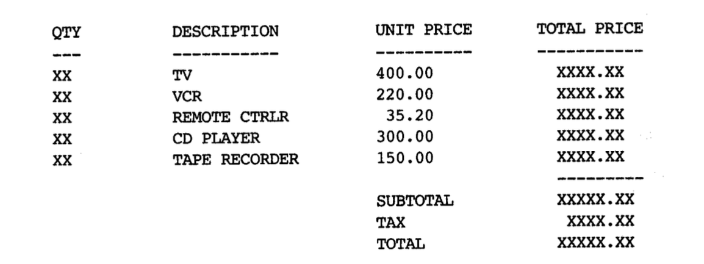 QTY DESCRIPTION UNIT PRICE TOTAL PRICE
--- ----------- ---------- -----------
XX TV 400.00 XXXX.XX
XX VCR 220.00 XXXX.XX
XX REMOTE CTRLR 35.20 XXXX.XX
XX CD PLAYER 300.00 XXXX.XX
XX TAPE RECORDER 150.00 XXXX.XX
---------
SUBTOTAL XXXXX.XX
TAX XXXX.XX
TOTAL XXXXX.XX